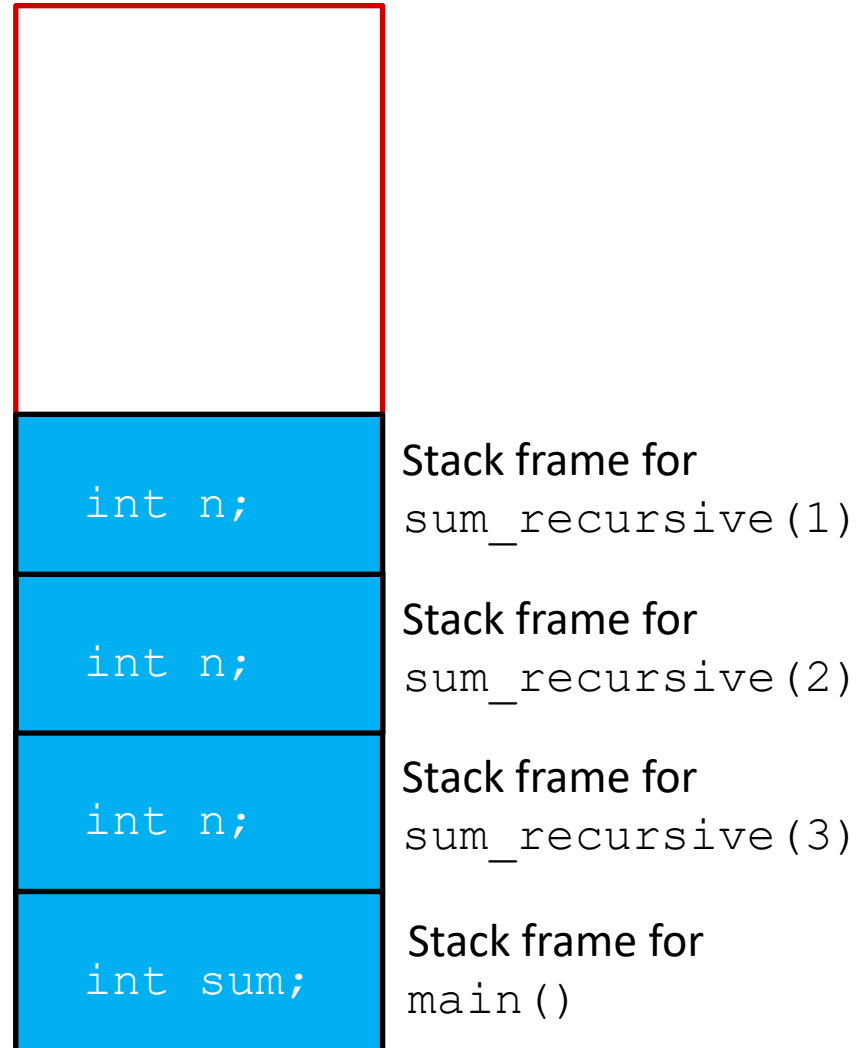 int n;
Stack frame for
sum_recursive(1)
int n;
Stack frame for
sum_recursive(2)
int n;
Stack frame for
sum_recursive(3)
int sum;
Stack frame for
main()